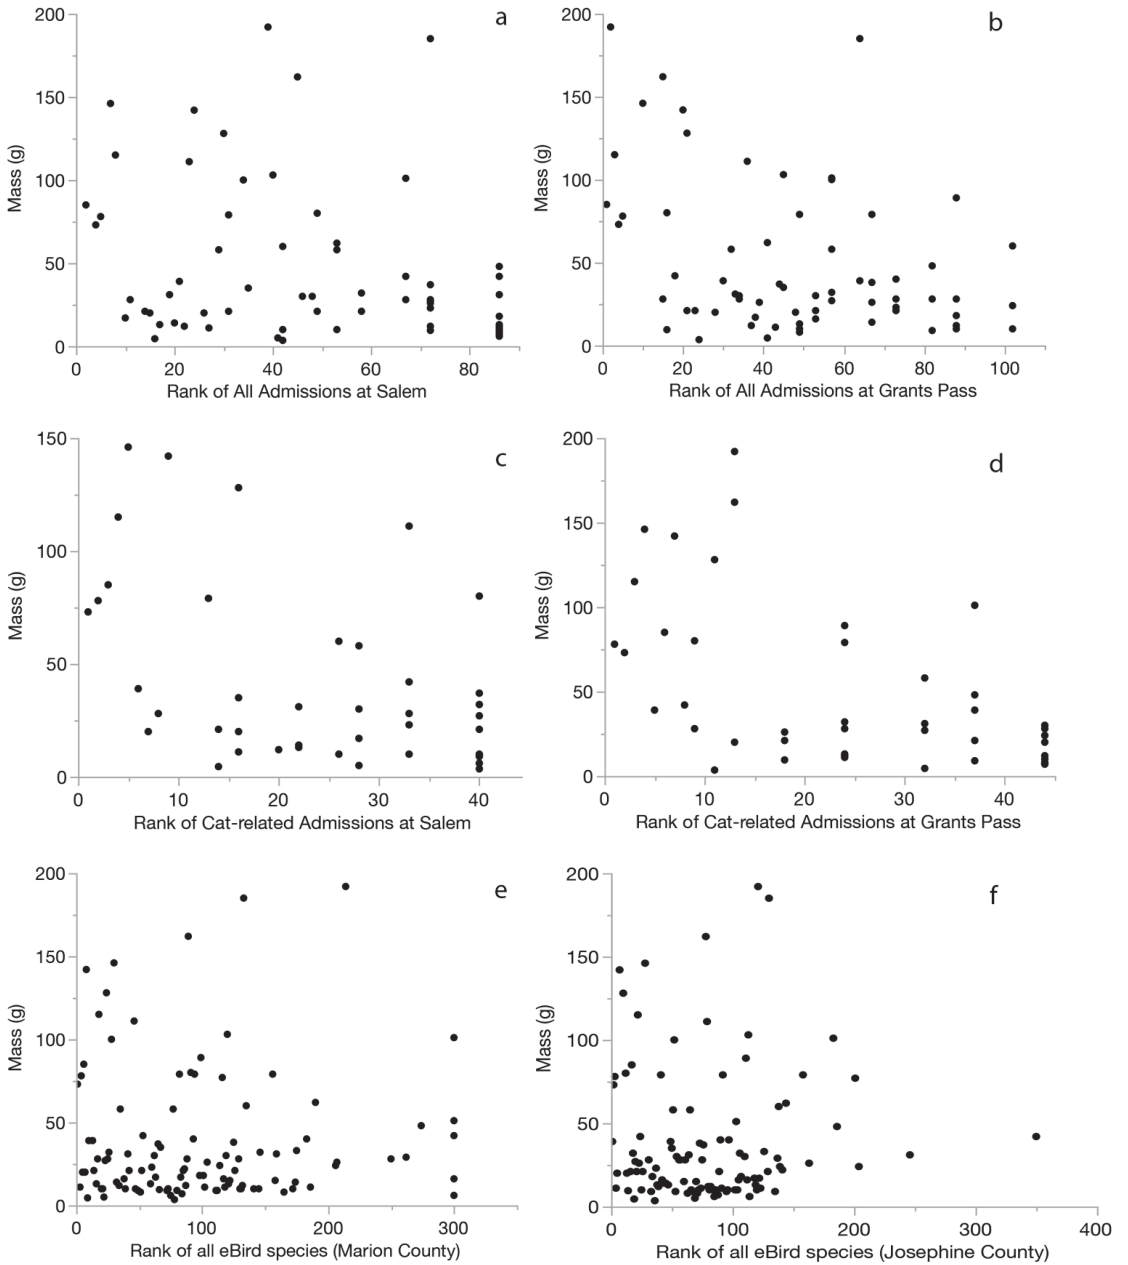 a
200
150
100
50
0
Mass (g)
0 20 40 60 80
Rank of All Admissions at Salem
b
200
150
100
50
0
Mass (g)
0 20 40 60 80 100
Rank of All Admissions at Grants Pass
c
150
100
50
0
Mass (g)
0 10 20 30 40
Rank of Cat-related Admissions at Salem
d
200
150
100
50
0
Mass (g)
0 10 20 30 40
Rank of Cat-related Admissions at Grants Pass
e
200
150
100
50
0
Mass (g)
0 100 200 300
Rank of all eBird species (Marion County)
f
200
150
100
50
0
Mass (g)
0 100 200 300 400
Rank of all eBird species (Josephine County)